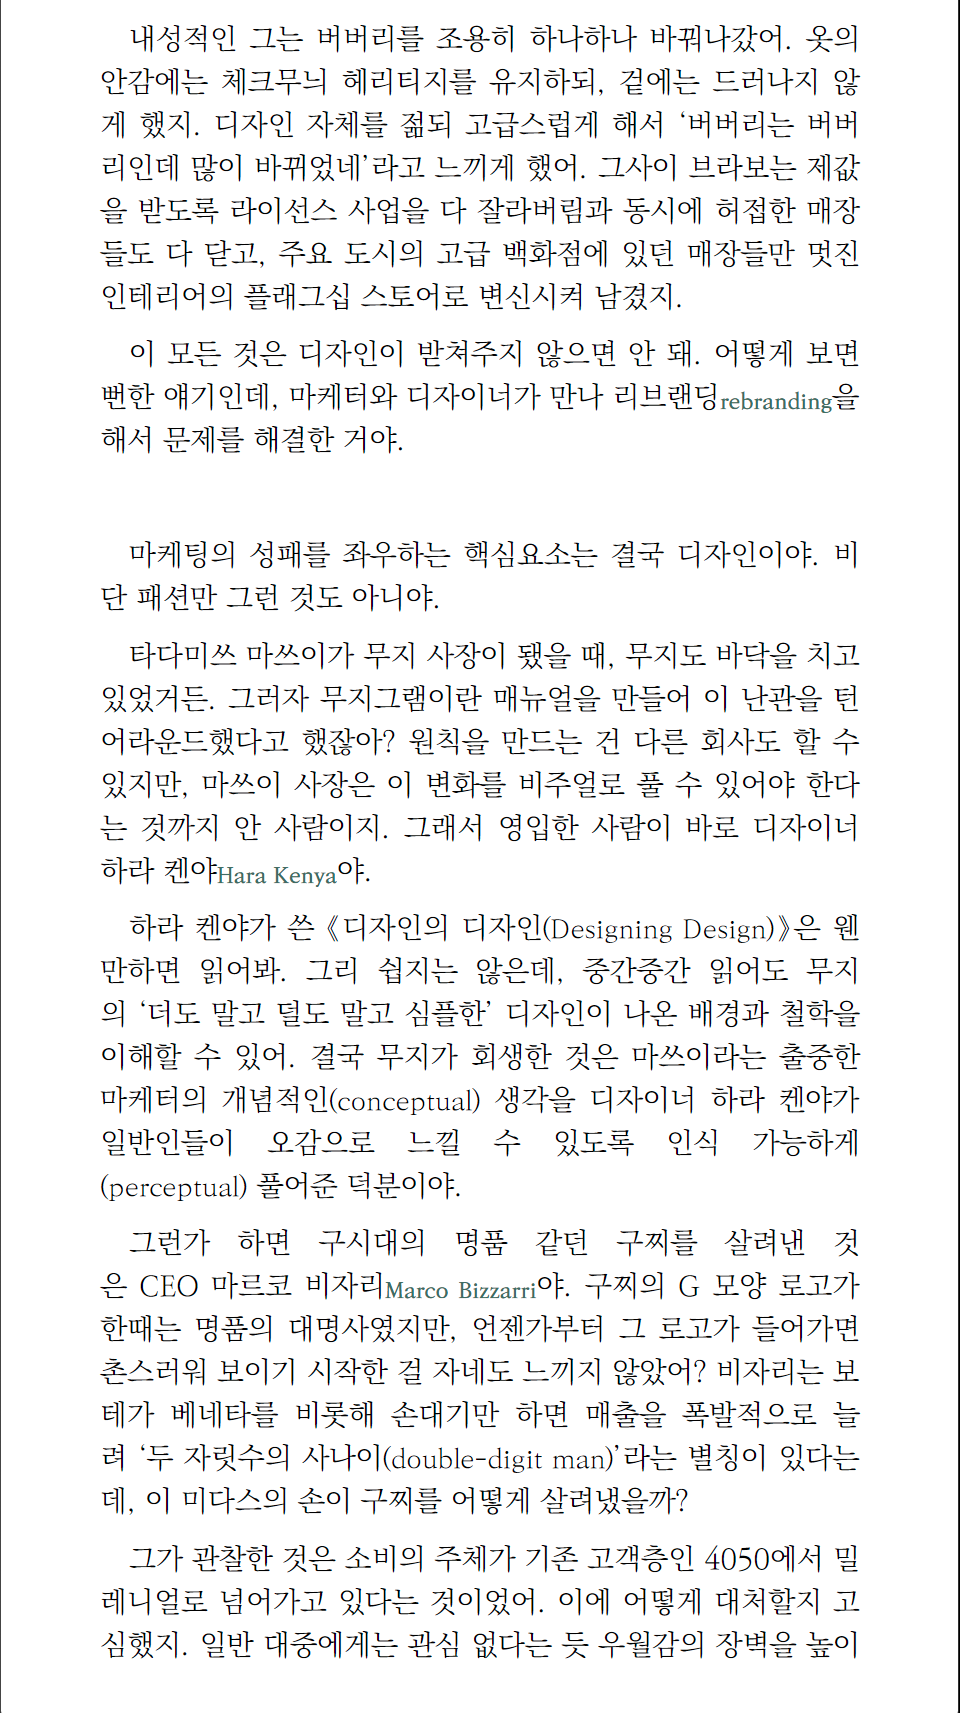 내성적인 그는 버버리를 조용히 하나하나 바꿔나갔어. 옷의
안감에는 체크무늬 헤리티지를 유지하되, 겉에는 드러나지 않
게 했지. 디자인 자체를 젊되 고급스럽게 해서 ‘버버리는 버버
리인데 많이 바뀌었네’라고 느끼게 했어. 그사이 브라보는 제값
을 받도록 라이선스 사업을 다 잘라버림과 동시에 허접한 매장
들도 다 닫고, 주요 도시의 고급 백화점에 있던 매장들만 멋진
인테리어의 플래그십 스토어로 변신시켜 남겼지.
이 모든 것은 디자인이 받쳐주지 않으면 안 돼. 어떻게 보면
뻔한 얘기인데, 마케터와 디자이너가 만나 리브랜딩rebranding을
해서 문제를 해결한 거야.
마케팅의 성패를 좌우하는 핵심요소는 결국 디자인이야. 비
단 패션만 그런 것도 아니야.
타다미쓰 마쓰이가 무지 사장이 됐을 때, 무지도 바닥을 치고
있었거든. 그러자 무지그램이란 매뉴얼을 만들어 이 난관을 턴
어라운드했다고 했잖아? 원칙을 만드는 건 다른 회사도 할 수
있지만, 마쓰이 사장은 이 변화를 비주얼로 풀 수 있어야 한다
는 것까지 안 사람이지. 그래서 영입한 사람이 바로 디자이너
하라 켄야Hara Kenya야.
하라 켄야가 쓴 《디자인의 디자인(Designing Design)》은 웬
만하면 읽어봐. 그리 쉽지는 않은데, 중간중간 읽어도 무지
의 ‘더도 말고 덜도 말고 심플한’ 디자인이 나온 배경과 철학을
이해할 수 있어. 결국 무지가 회생한 것은 마쓰이라는 출중한
마케터의 개념적인(conceptual) 생각을 디자이너 하라 켄야가
일반인들이 오감으로 느낄 수 있도록 인식 가능하게
(perceptual) 풀어준 덕분이야.
그런가 하면 구시대의 명품 같던 구찌를 살려낸 것
은 CEO 마르코 비자리Marco Bizzarri야. 구찌의 G 모양 로고가
한때는 명품의 대명사였지만, 언젠가부터 그 로고가 들어가면
촌스러워 보이기 시작한 걸 자네도 느끼지 않았어? 비자리는 보
테가 베네타를 비롯해 손대기만 하면 매출을 폭발적으로 늘
려 ‘두 자릿수의 사나이(double-digit man)’라는 별칭이 있다는
데, 이 미다스의 손이 구찌를 어떻게 살려냈을까?
그가 관찰한 것은 소비의 주체가 기존 고객층인 4050에서 밀
레니얼로 넘어가고 있다는 것이었어. 이에 어떻게 대처할지 고
심했지. 일반 대중에게는 관심 없다는 듯 우월감의 장벽을 높이